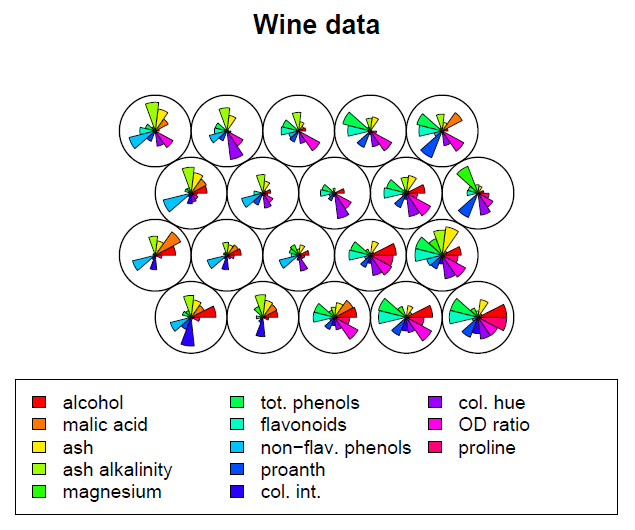 Wine data
alcohol
malic acid
ash
ash alkalinity
magnesium
tot. phenols
flavonoids
non−flav. phenols
proanth
col. int.
col. hue
OD ratio
proline